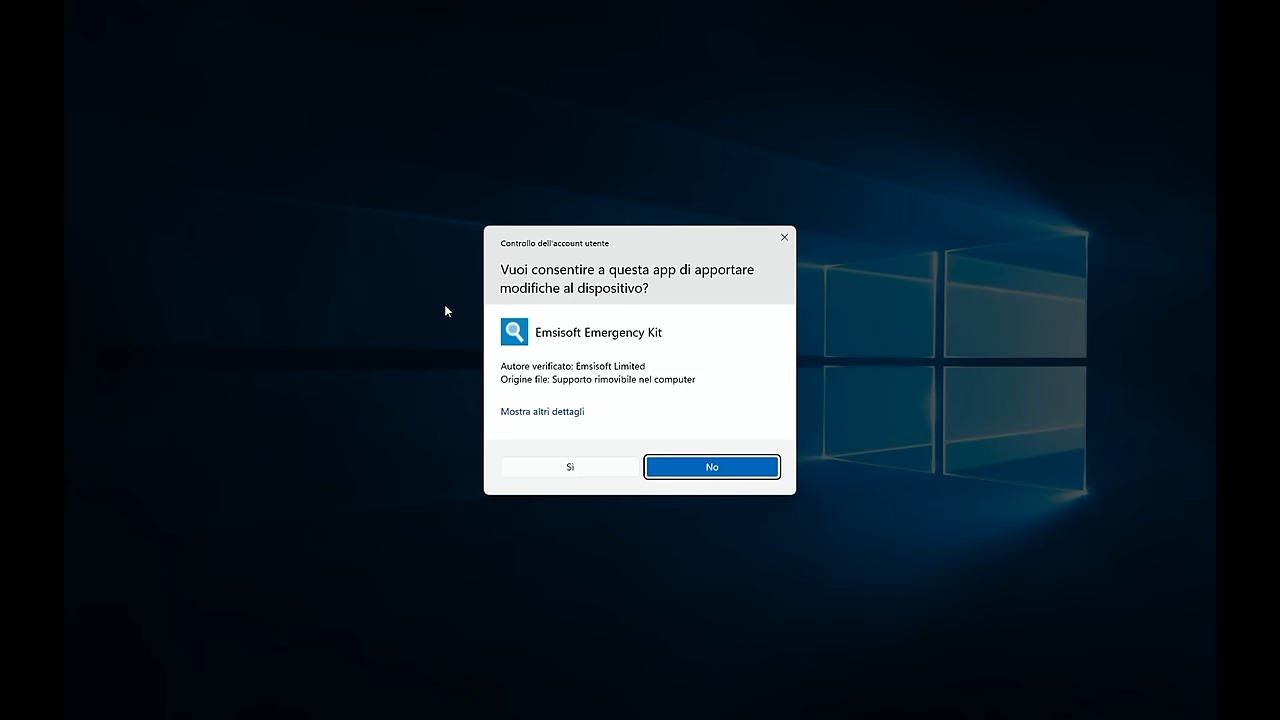 Controllo dell'account utente
Vuoi consentire a questa app di apportare
modifiche al dispositivo?
Emsisoft Emergency Kit
Autore verificato: Emsisoft Limited
Origine file: Supporto rimovibile nel computer
Mostra altri dettagli
Sì
No